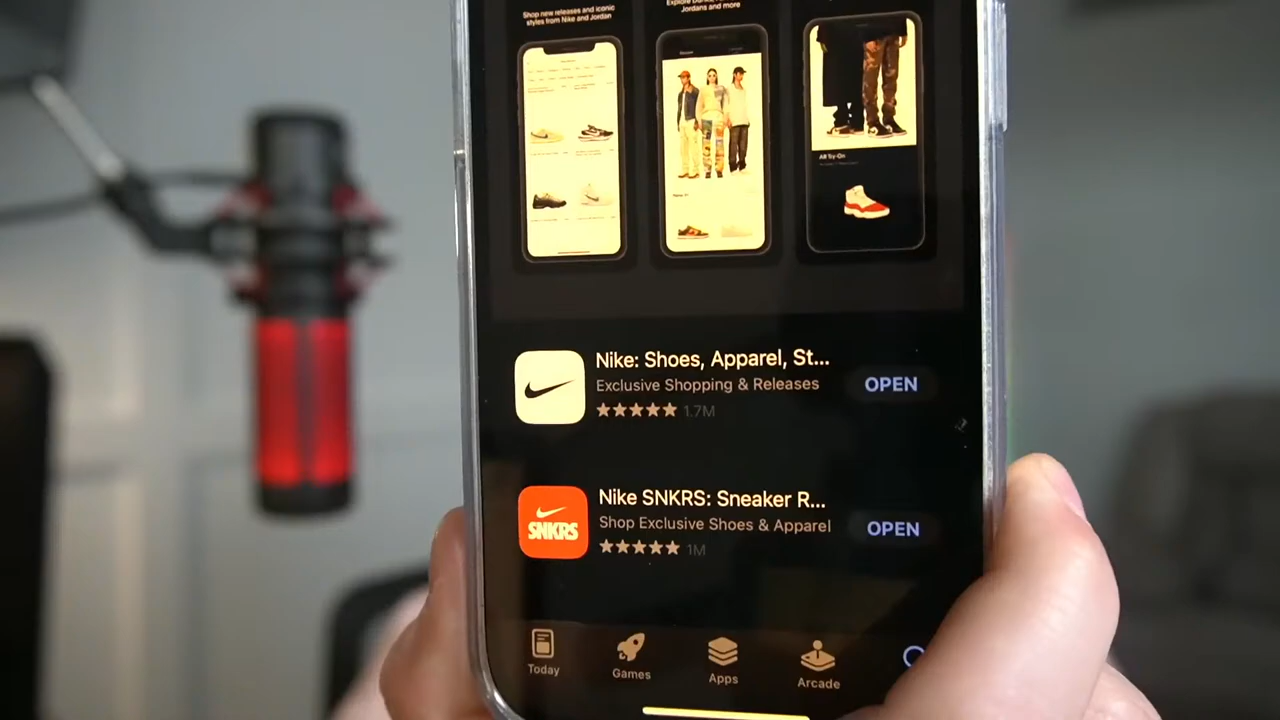 Shop new releases and iconic
styles from Nike and Jordan
Jordans and more
AR Try-On
Nike: Shoes, Apparel, St...
Exclusive Shopping & Releases
1.7M
OPEN
SNKRS
Nike SNKRS: Sneaker R...
Shop Exclusive Shoes & Apparel
1M
OPEN
Today
Games
Apps
Arcade